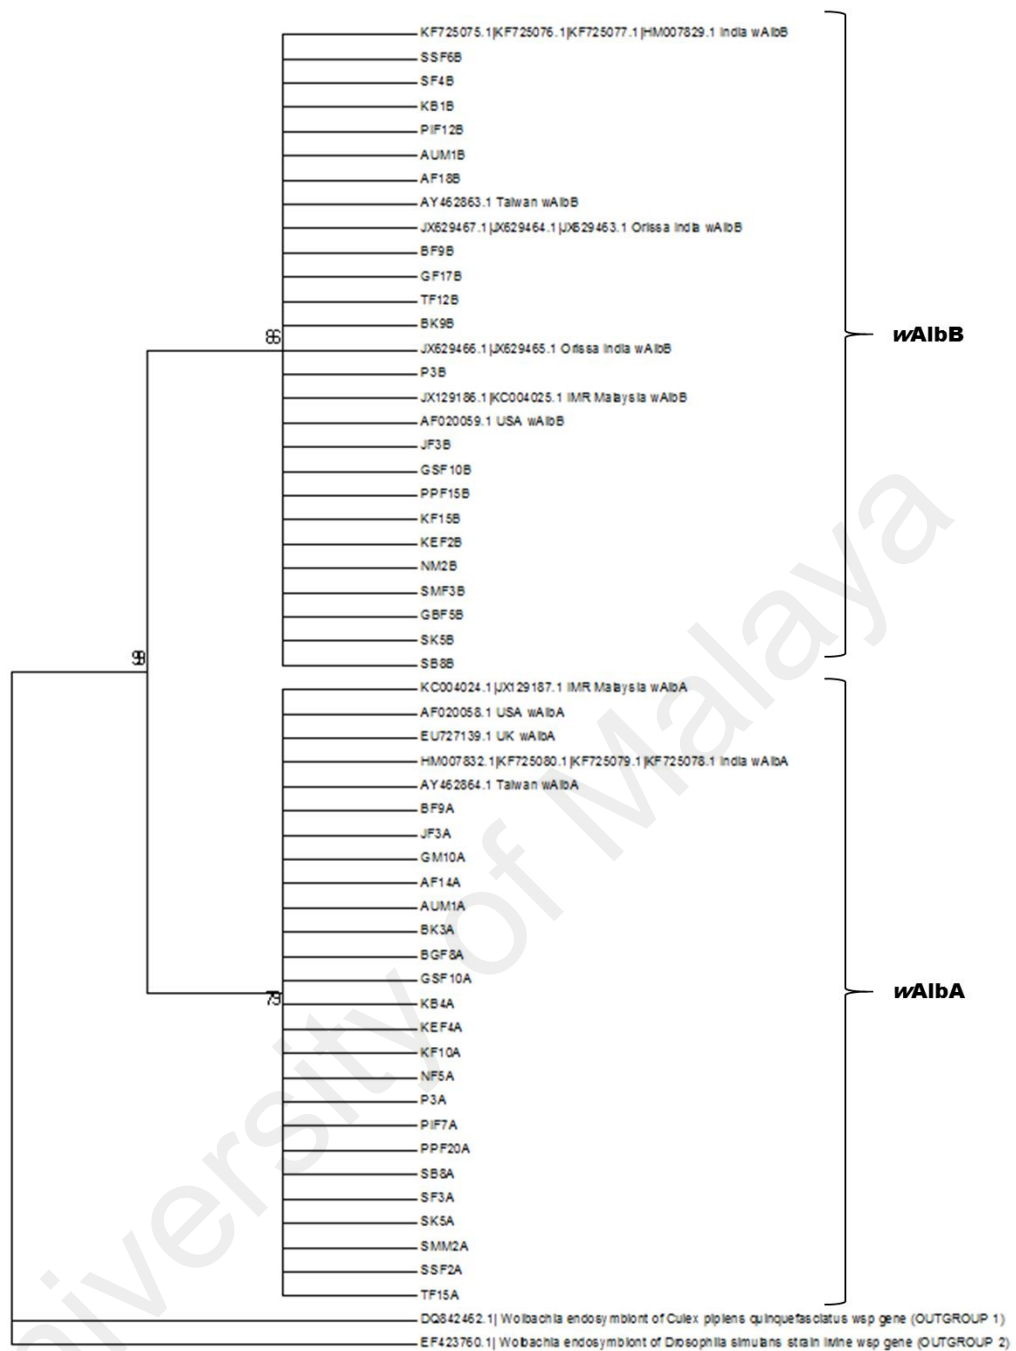 KF725075.1|KF725076.1|KF725077.1|HM007829.1 India wAlbB
SSF6B
SF4B
KB1B
PIF12B
AUM1B
AF18B
AY462863.1 Taiwan wAlbB
JX629467.1|JX629464.1|JX629463.1 Orissa India wAlbB
BF9B
GF17B
TF12B
BK9B
86
JX629466.1|JX629465.1 Orissa India wAlbB
wAlbB
P3B
JX129186.1|KC004025.1 IMR Malaysia wAlbB
AF020059.1 USA wAlbB
JF3B
GSF10B
PPF15B
KF15B
KEF2B
NM2B
SMF3B
GBF5B
SK5B
99
SB8B
KC004024.1|JX129187.1 IMR Malaysia wAlbA
AF020058.1 USA wAlbA
EU727139.1 UK wAlbA
HM007832.1|KF725080.1|KF725079.1|KF725078.1 India wAlbA
AY462864.1 Taiwan wAlbA
BF9A
JF3A
GM10A
AF14A
AUM1A
BK3A
BGF8A
GSF10A
79
wAlbA
KB4A
KEF4A
KF10A
NF5A
P3A
PIF7A
PPF20A
SB8A
SF3A
SK5A
SMM2A
SSF2A
TF15A
DQ842462.1| Wolbachia endosymbiont of Culex pipiens quinquefasciatus wsp gene (OUTGROUP 1)
EF423760.1| Wolbachia endosymbiont of Drosophila simulans strain Irvine wsp gene (OUTGROUP 2)
of Malaya